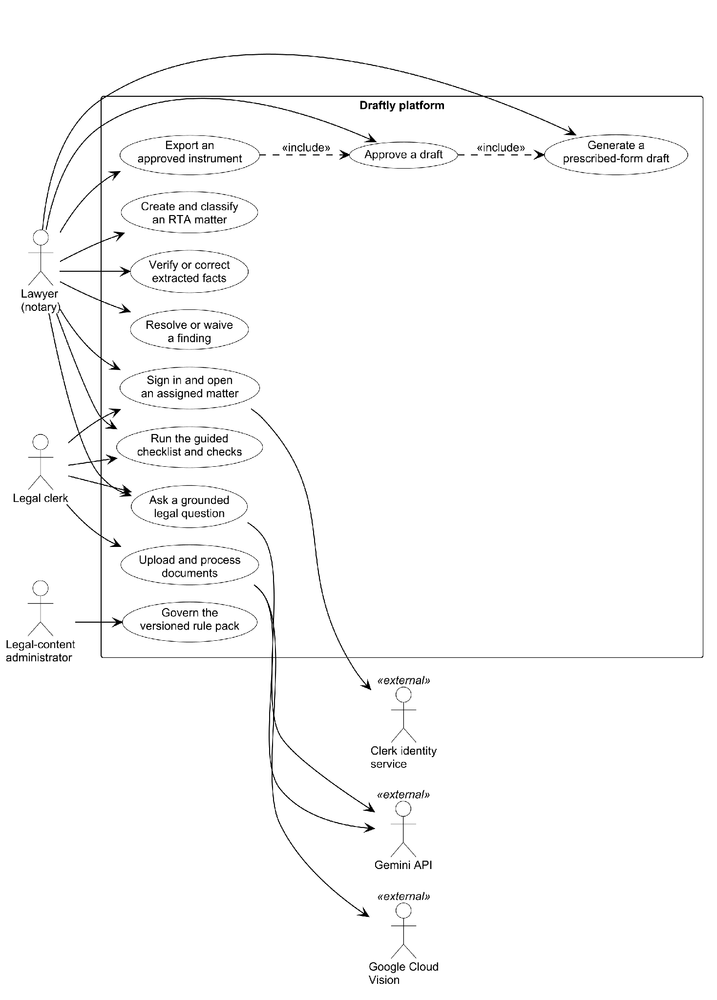 Draftly platform
Export an
approved instrument
«include»
Approve a draft
«include»
Generate a
prescribed-form draft
Create and classify
an RTA matter
Verify or correct
extracted facts
Lawyer
(notary)
Resolve or waive
a finding
Sign in and open
an assigned matter
Run the guided
checklist and checks
Legal clerk
Ask a grounded
legal question
Upload and process
documents
Legal-content
administrator
Govern the
versioned rule pack
«external»
Clerk identity
service
«external»
Gemini API
«external»
Google Cloud
Vision